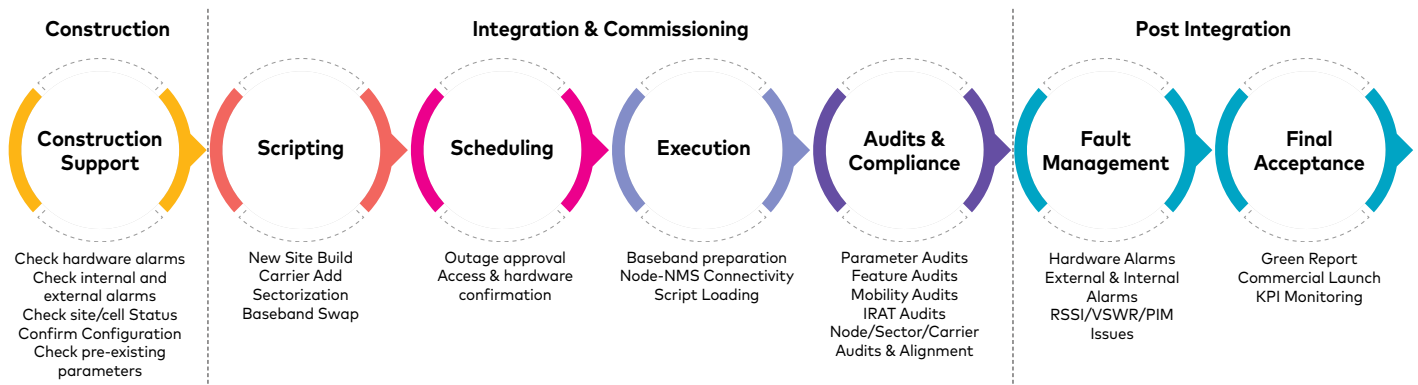 Construction
Integration & Commissioning
Post Integration
Construction
Support
Scripting
Scheduling
Execution
Audits &
Compliance
Fault
Management
Final
Acceptance
Check hardware alarms
Check internal and
external alarms
Check site/cell Status
Confirm Configuration
Check pre-existing
parameters
New Site Build
Carrier Add
Sectorization
Baseband Swap
Outage approval
Access & hardware
confirmation
Baseband preparation
Node-NMS Connectivity
Script Loading
Parameter Audits
Feature Audits
Mobility Audits
IRAT Audits
Node/Sector/Carrier
Audits & Alignment
Hardware Alarms
External & Internal
Alarms
RSSI/VSWR/PIM
Issues
Green Report
Commercial Launch
KPI Monitoring